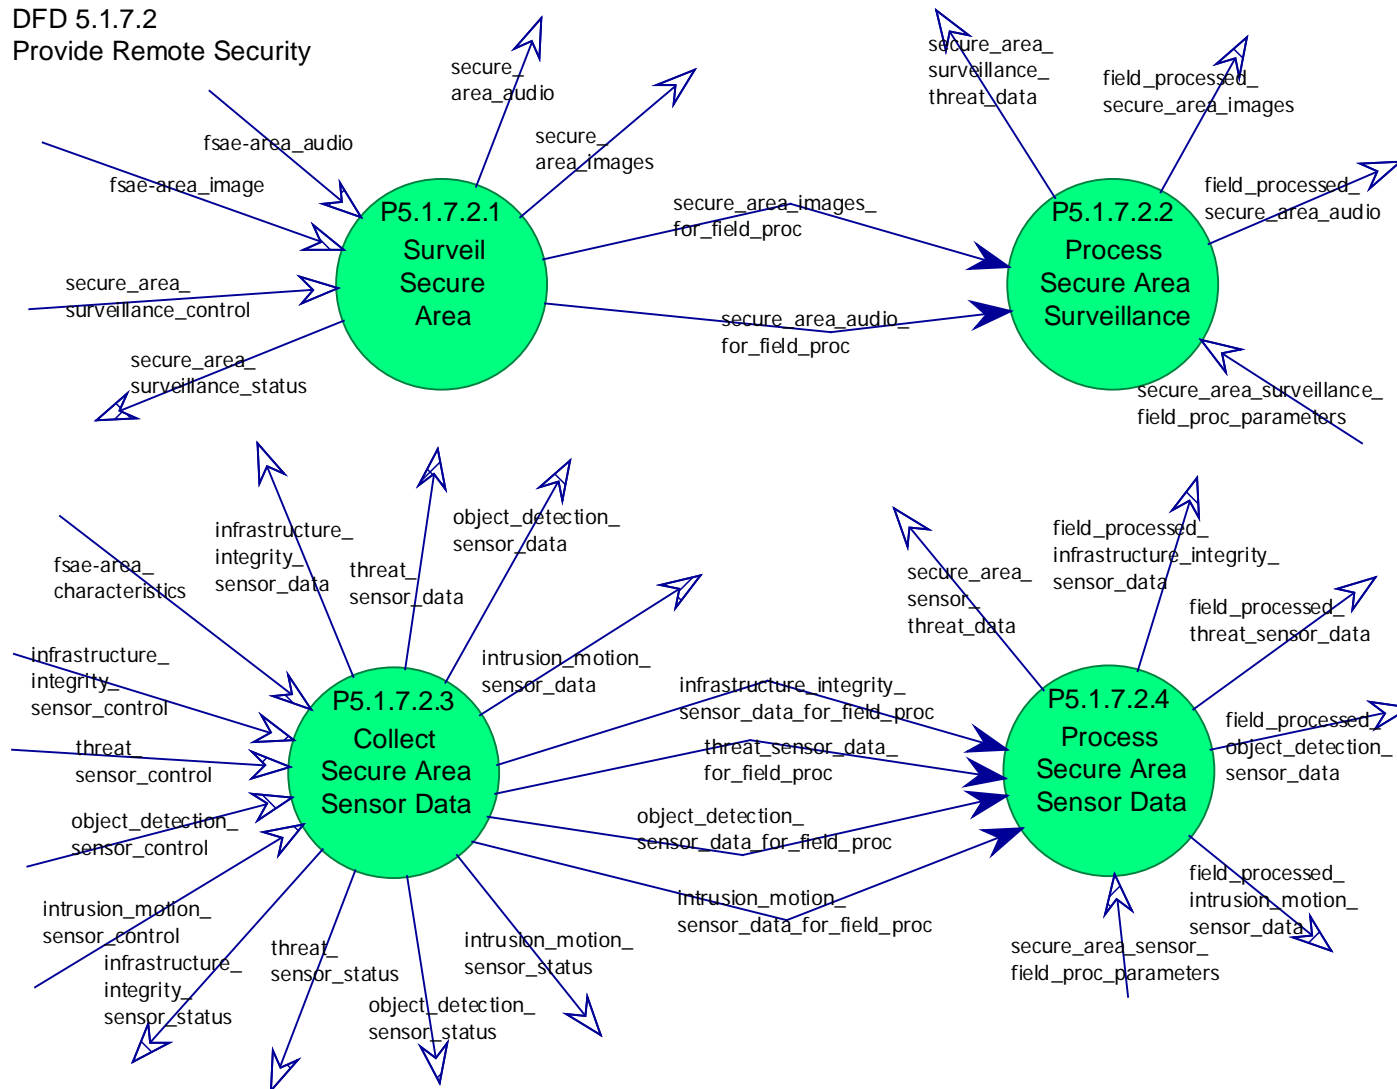 DFD 5.1.7.2
Provide Remote Security
secure_
area_audio
secure_
area_images
fsae-area_audio
fsae-area_image
secure_area_
surveillance_control
secure_area_
surveillance_status
P5.1.7.2.1
Surveil
Secure
Area
secure_area_images_
for_field_proc
secure_area_audio_
for_field_proc
secure_area_
surveillance_
threat_data
field_processed_
secure_area_images
field_processed_
secure_area_audio
P5.1.7.2.2
Process
Secure Area
Surveillance
secure_area_surveillance_
field_proc_parameters
fsae-area_
characteristics
infrastructure_
integrity_
sensor_data
threat_
sensor_data
object_detection_
sensor_data
intrusion_motion_
sensor_data
infrastructure_
integrity_
sensor_control
threat_
sensor_control
object_detection_
sensor_control
intrusion_motion_
sensor_control
infrastructure_
integrity_
sensor_status
threat_
sensor_status
object_detection_
sensor_status
intrusion_motion_
sensor_status
P5.1.7.2.3
Collect
Secure Area
Sensor Data
infrastructure_integrity_
sensor_data_for_field_proc
threat_sensor_data_
for_field_proc
object_detection_
sensor_data_for_field_proc
intrusion_motion_
sensor_data_for_field_proc
secure_area_
sensor_
threat_data
field_processed_
infrastructure_integrity_
sensor_data
field_processed_
threat_sensor_data
field_processed_
object_detection_
sensor_data
field_processed_
intrusion_motion_
sensor_data
P5.1.7.2.4
Process
Secure Area
Sensor Data
secure_area_sensor_
field_proc_parameters